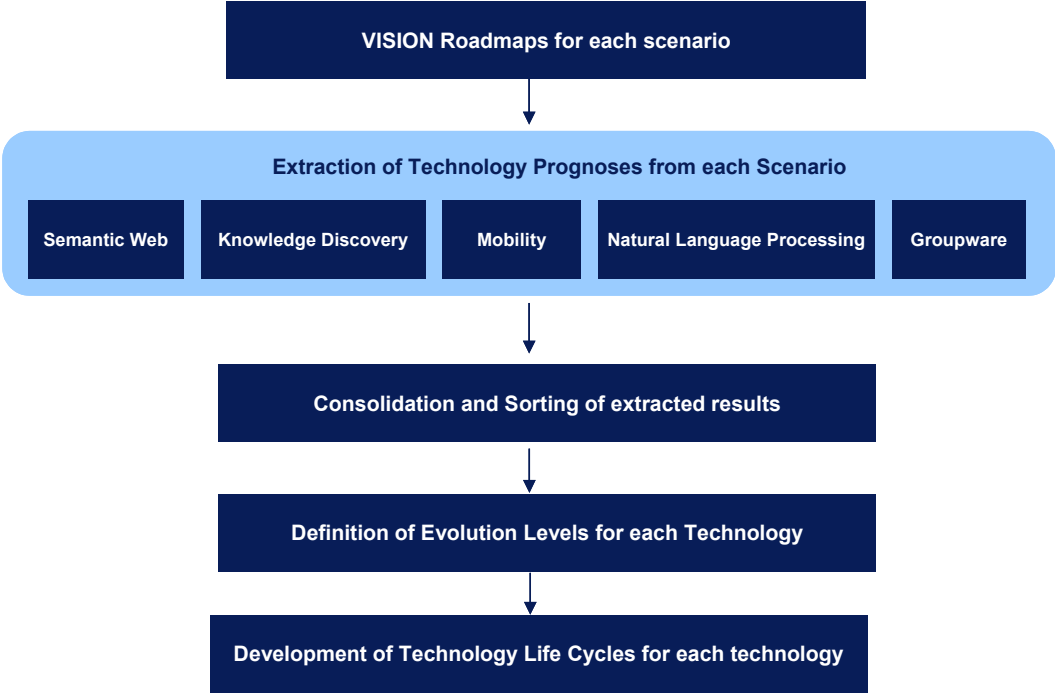 VISION Roadmaps for each scenario
Extraction of Technology Prognoses from each Scenario
Semantic Web
Knowledge Discovery
Mobility
Natural Language Processing
Groupware
Consolidation and Sorting of extracted results
Definition of Evolution Levels for each Technology
Development of Technology Life Cycles for each technology